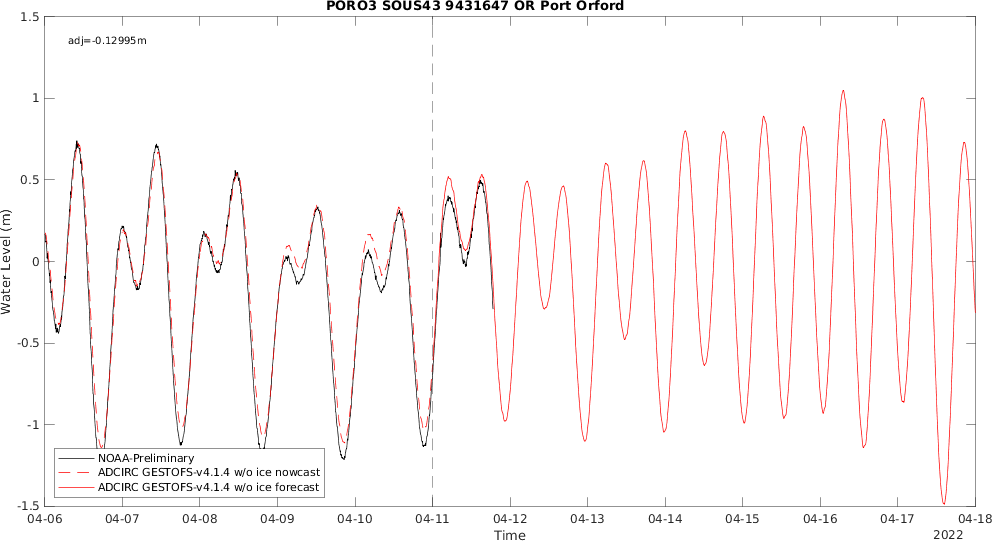 PORO3 SOUS43 9431647 OR Port Orford
adj=-0.12995m
Water Level (m)
1.5
1
0.5
0
-0.5
-1
-1.5
NOAA-Preliminary
ADCIRC GESTOFS-v4.1.4 w/o ice nowcast
ADCIRC GESTOFS-v4.1.4 w/o ice forecast
04-06 04-07 04-08 04-09 04-10 04-11 04-12 04-13 04-14 04-15 04-16 04-17 04-18
Time
2022